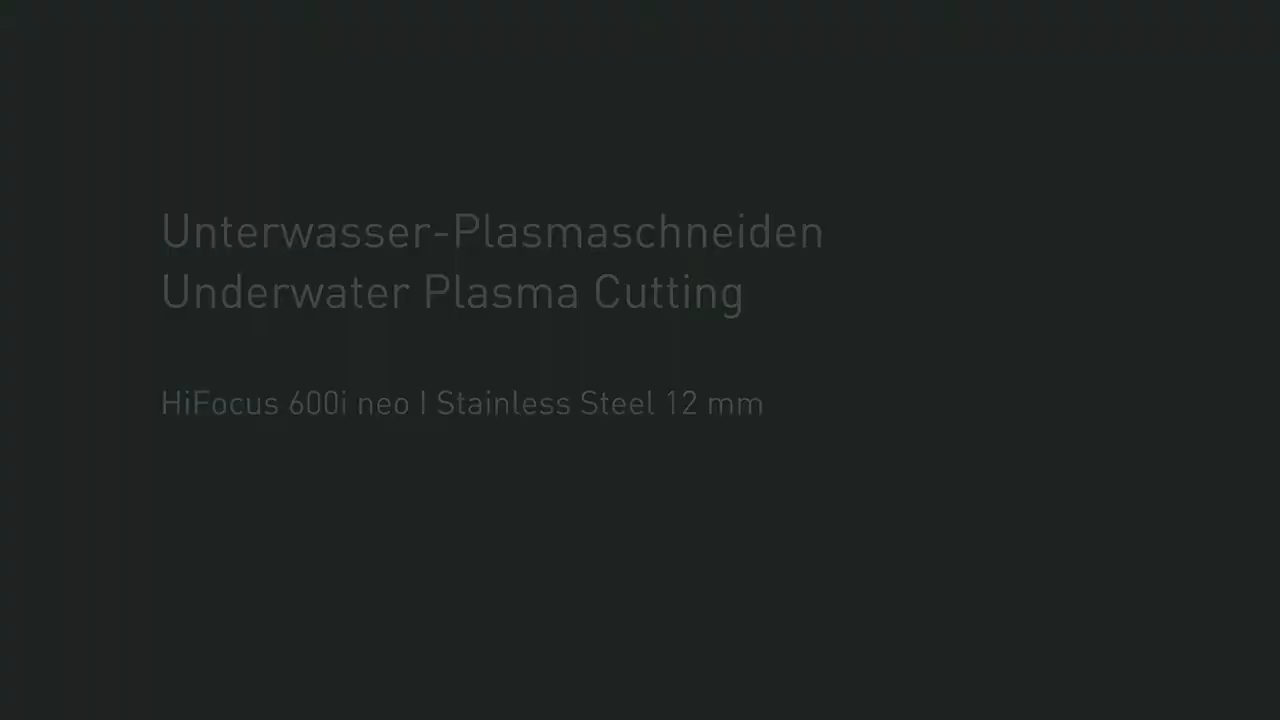 Unterwasser-Plasmaschneiden
Underwater Plasma Cutting
HiFocus 600i neo | Stainless Steel 12 mm